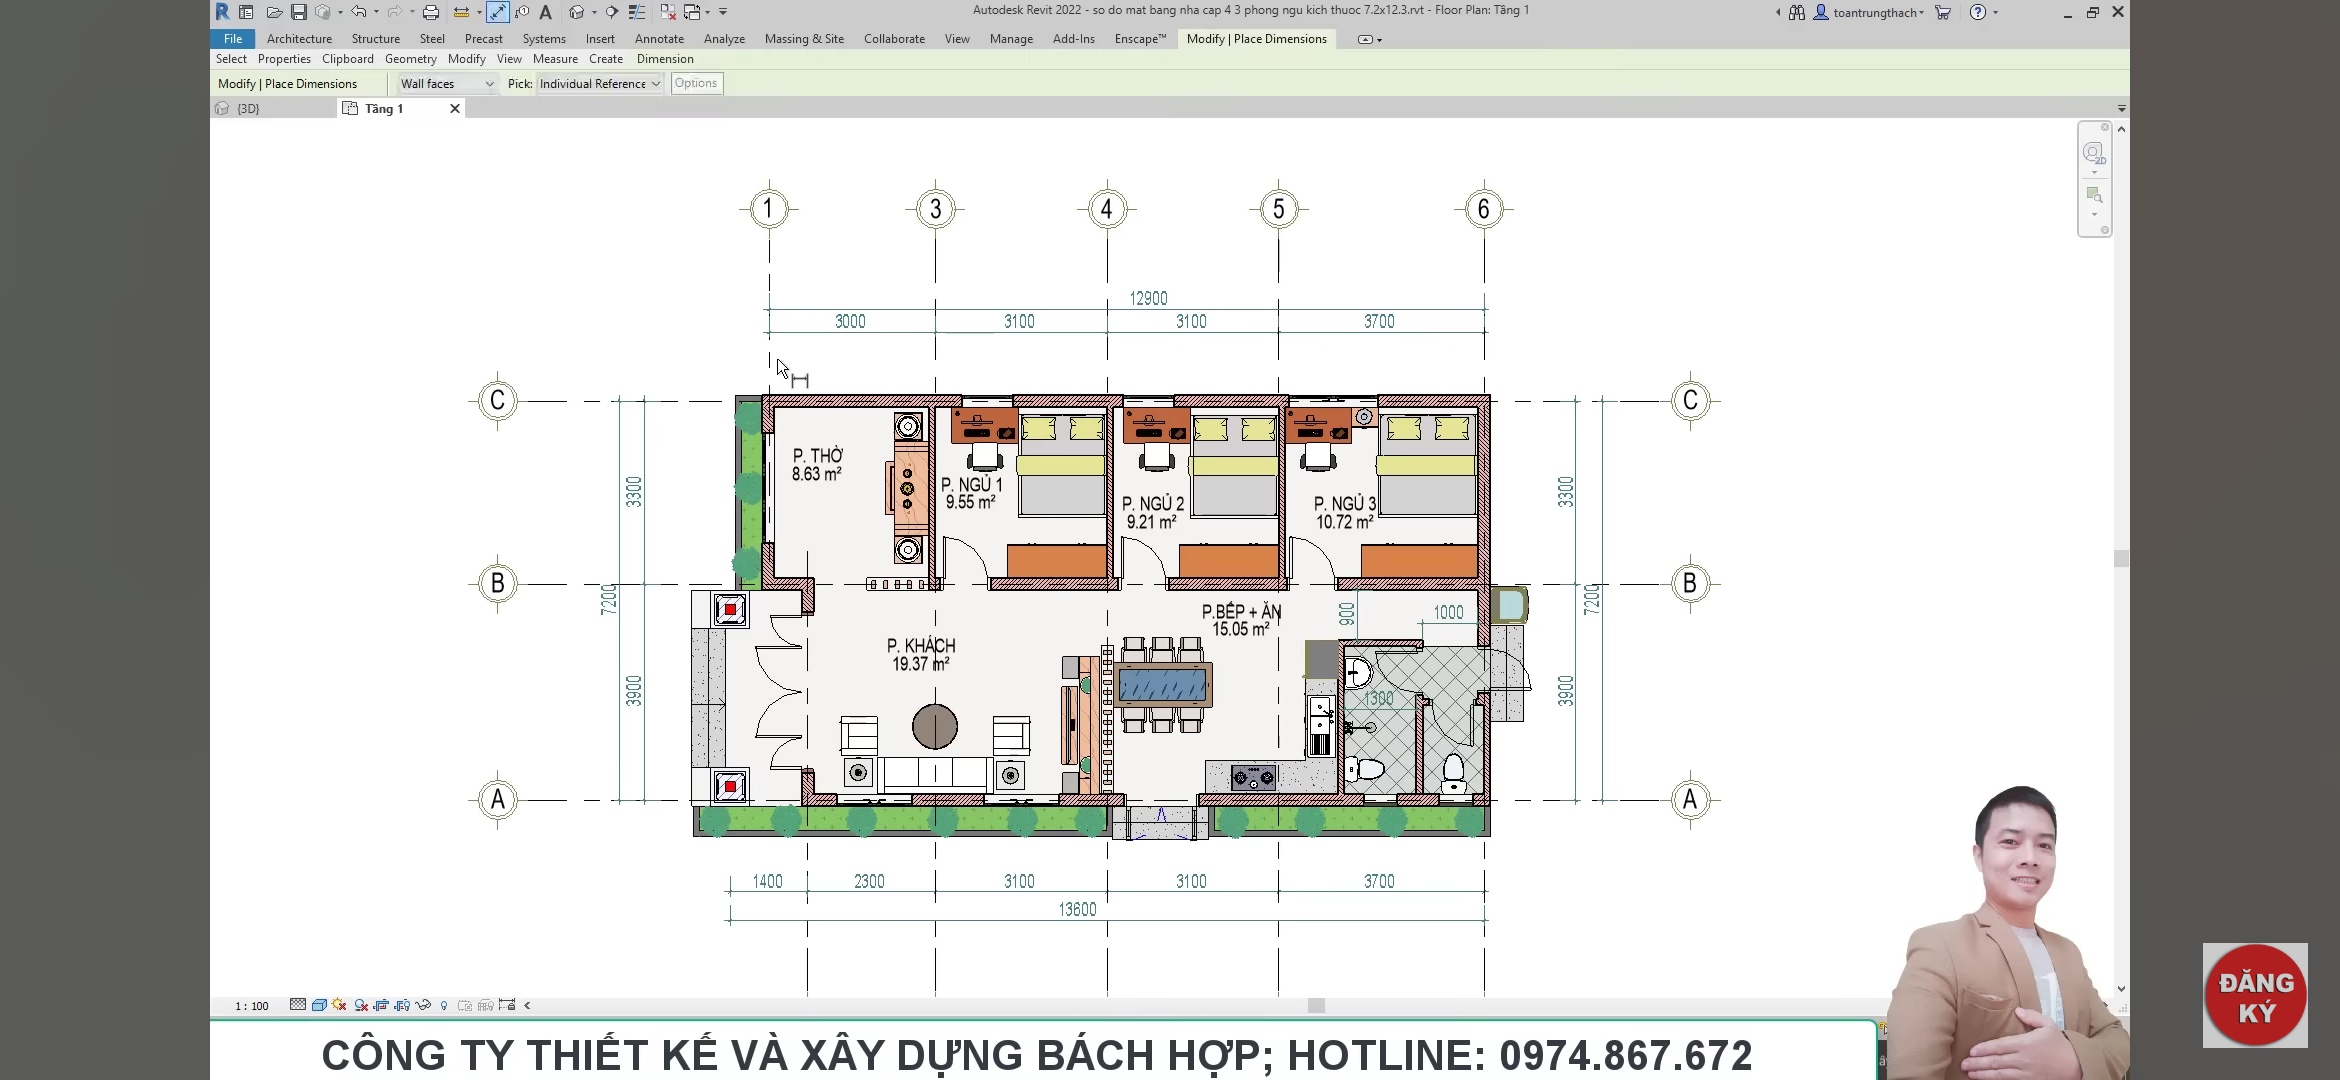 Autodesk Revit 2022 - so do mat bang nha cap 4 3 phong ngu kich thuoc 7.2x12.3.rvt - Floor Plan: Tầng 1
toantrungthach
File Architecture Structure Steel Precast Systems Insert Annotate Analyze Massing & Site Collaborate View Manage Add-Ins Enscape™ Modify | Place Dimensions
Select Properties Clipboard Geometry Modify View Measure Create Dimension
Modify | Place Dimensions Wall faces Pick: Individual Reference Options
{3D} Tầng 1
2D
1 3 4 5 6
12900
3000 3100 3100 3700
C C
P. THỜ
8.63 m²
P. NGỦ 1
9.55 m²
P. NGỦ 2
9.21 m²
P. NGỦ 3
10.72 m²
3300 3300
B B
7200 7200
900 1000
P.BẾP + ĂN
15.05 m²
P. KHÁCH
19.37 m²
3900 1300 3900
A A
1400 2300 3100 3100 3700
13600
1 : 100
ĐĂNG
KÝ
CÔNG TY THIẾT KẾ VÀ XÂY DỰNG BÁCH HỢP; HOTLINE: 0974.867.672